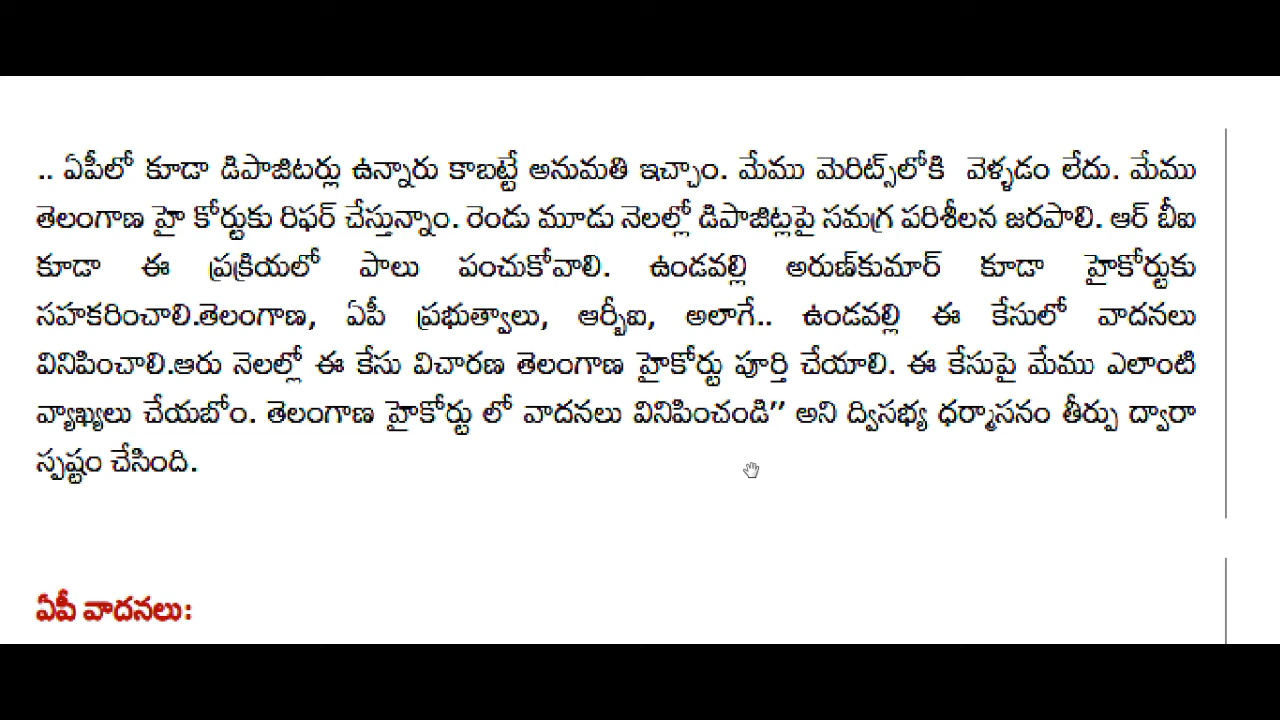 .. ఏపీలో కూడా డిపాజిటర్లు ఉన్నారు కాబట్టే అనుమతి ఇచ్చాం. మేము మెరిట్స్‌లోకి వెళ్ళడం లేదు. మేము
తెలంగాణ హై కోర్టుకు రిఫర్ చేస్తున్నాం. రెండు మూడు నెలల్లో డిపాజిట్లపై సమగ్ర పరిశీలన జరపాలి. ఆర్ బీఐ
కూడా ఈ ప్రక్రియలో పాలు పంచుకోవాలి. ఉండవల్లి అరుణ్‌కుమార్ కూడా హైకోర్టుకు
సహకరించాలి.తెలంగాణ, ఏపీ ప్రభుత్వాలు, ఆర్బీఐ, అలాగే.. ఉండవల్లి ఈ కేసులో వాదనలు
వినిపించాలి.ఆరు నెలల్లో ఈ కేసు విచారణ తెలంగాణ హైకోర్టు పూర్తి చేయాలి. ఈ కేసుపై మేము ఎలాంటి
వ్యాఖ్యలు చేయబోం. తెలంగాణ హైకోర్టు లో వాదనలు వినిపించండి’’ అని ద్విసభ్య ధర్మాసనం తీర్పు ద్వారా
స్పష్టం చేసింది.
ఏపీ వాదనలు: